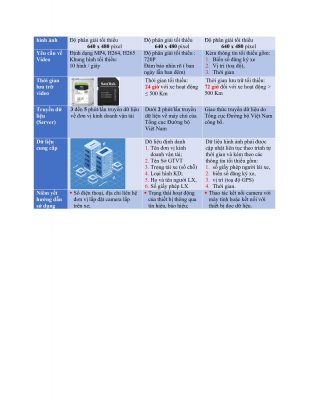 hình ảnh
Độ phân giải tối thiểu
640 x 480 pixel
Độ phân giải tối thiểu
640 x 480 pixel
Độ phân giải tối thiểu
640 x 480 pixel
Yêu cầu về
Video
Định dạng MP4, H264, H265
Khung hình tối thiểu:
10 hình / giây
Độ phân giải tối thiểu :
720P
Đảm bảo nhìn rõ ( ban
ngày lẫn ban đêm)
Kèm thông tin tối thiểu gồm:
1. Biển số đăng ký xe
2. Vị trí (toạ độ),
3. Thời gian
Thời gian
lưu trữ
video
SanDisk
Thời gian tối thiểu:
24 giờ với xe hoạt động
≤ 500 Km
Thời gian lưu trữ tối thiểu:
72 giờ đối với xe hoạt động >
500 Km
Truyền dữ
liệu
(Server)
3 đến 5 phút lần truyền dữ liệu
về đơn vị kinh doanh vận tải
Dưới 2 phút lần truyền
dữ liệu về máy chủ của
Tổng cục Đường bộ
Việt Nam
Giao thức truyền dữ liệu do
Tổng cục Đường bộ Việt Nam
công bố.
Dữ liệu
cung cấp
Dữ liệu định danh
1. Tên đơn vị kinh
doanh vận tải;
2. Tên Sở GTVT
3. Trọng tải xe (số chỗ)
4. Loại hình KD;
5. Họ và tên người LX,
6. Số giấy phép LX
Dữ liệu hình ảnh phải được
cập nhật liên tục theo trình tự
thời gian và kèm theo các
thông tin tối thiểu gồm:
1. số giấy phép người lái xe,
2. biển số đăng ký xe,
3. vị trí (toạ độ GPS)
4. Thời gian.
Niêm yết
hướng dẫn
sử dụng
• Số điện thoại, địa chỉ liên hệ
đơn vị lắp đặt camera lắp
trên xe;
• Trạng thái hoạt động
của thiết bị thông qua
tín hiệu, báo hiệu;
• Thao tác kết nối camera với
máy tính hoặc kết nối với
thiết bị đọc dữ liệu.